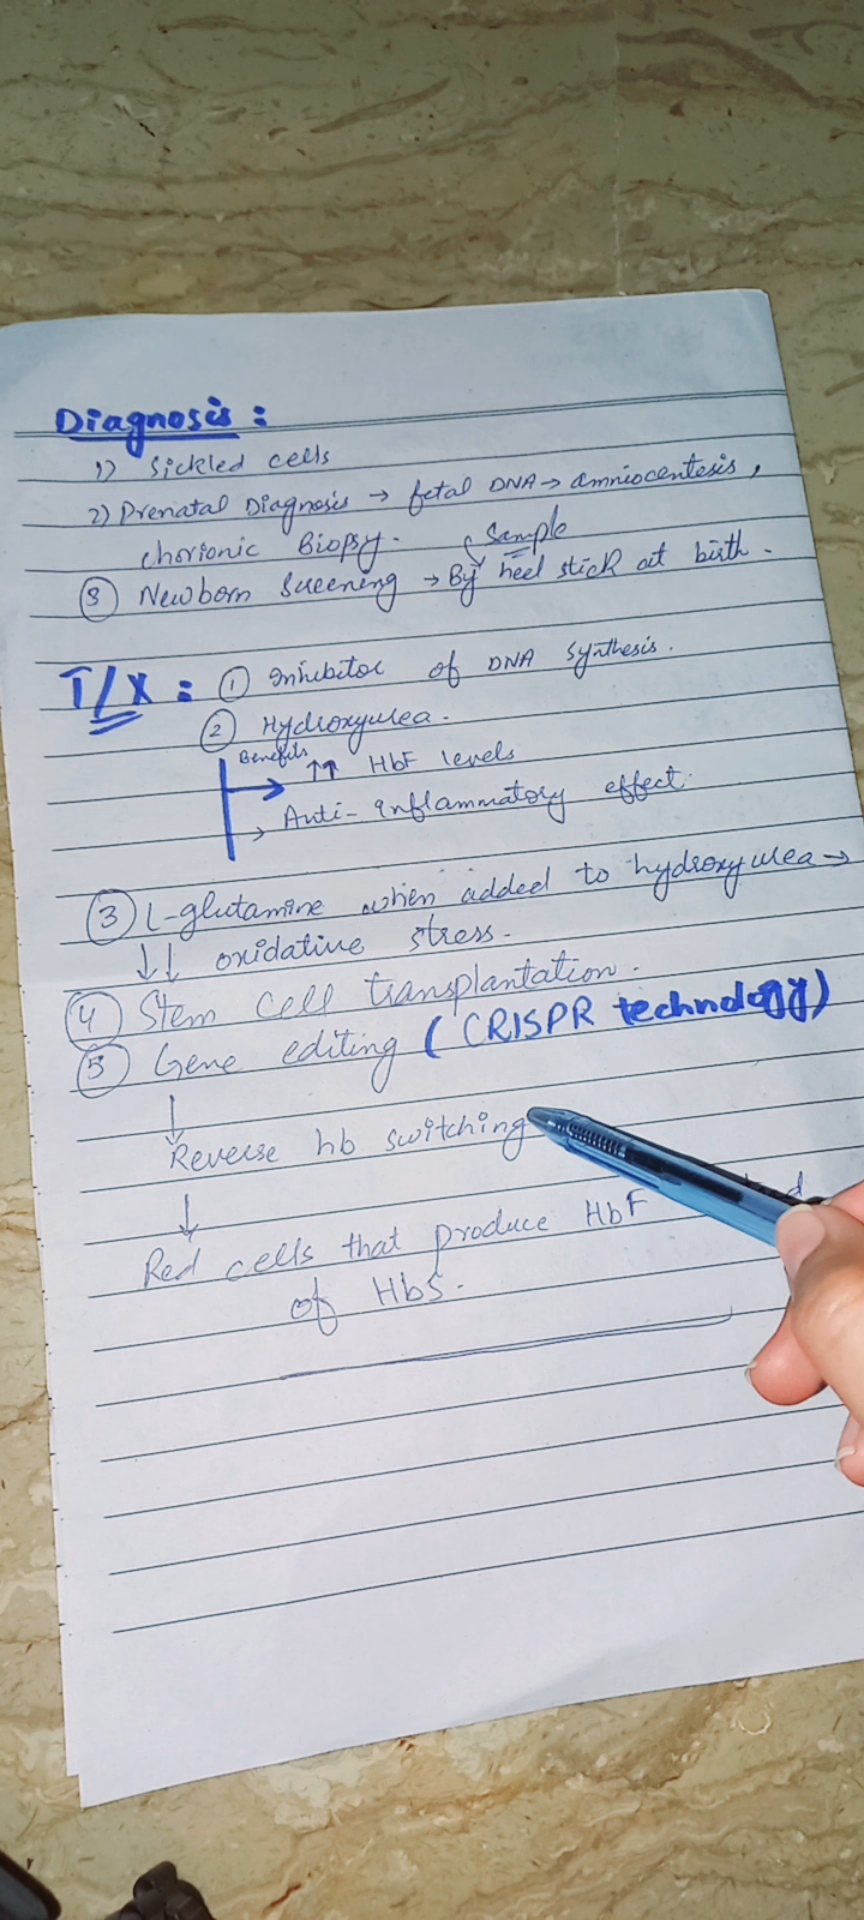 Diagnosis:
1) Sickled cells
2) Prenatal Diagnosis → fetal DNA → amniocentesis,
chorionic Biopsy.
Sample
③ Newborn Screening → By heel stick at birth.
T/X: ① Inhibitor of DNA synthesis.
② Hydroxyurea.
Benefits
↑↑ HbF levels
→ Anti-inflammatory effect.
③ L-glutamine when added to hydroxyurea →
↓↓ oxidative stress.
④ Stem cell transplantation.
⑤ Gene editing (CRISPR technology)
↓
Reverse hb switching
↓
Red cells that produce HbF
of HbS.